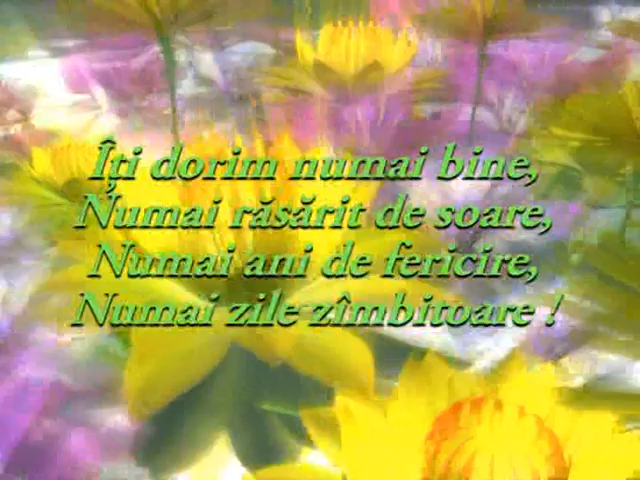 Îți dorim numai bine,
Numai răsărit de soare,
Numai ani de fericire,
Numai zile zîmbitoare !